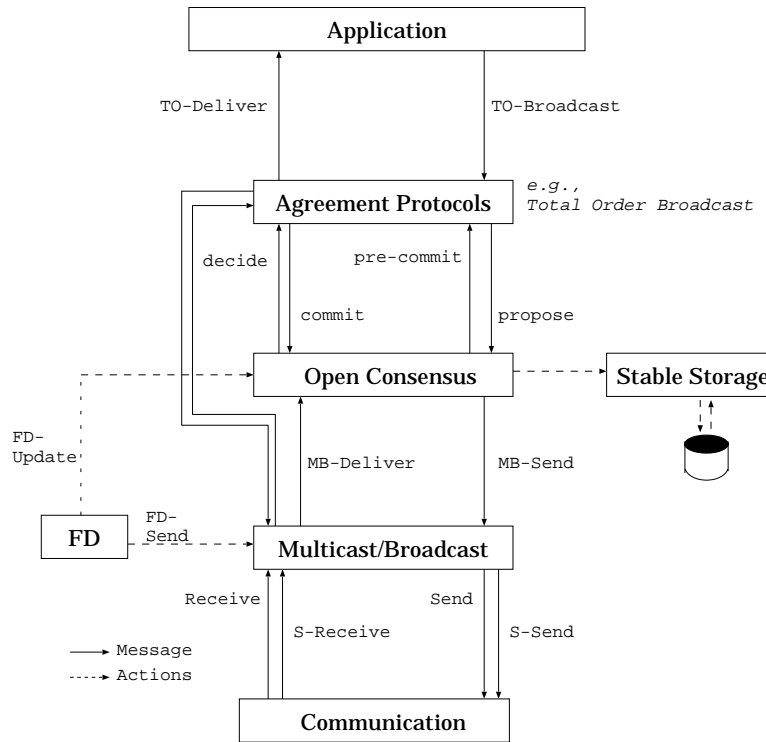 Application
TO-Deliver
TO-Broadcast
e.g.,
Agreement Protocols
Total Order Broadcast
decide
pre-commit
commit
propose
Open Consensus
Stable Storage
FD-
Update
MB-Deliver
MB-Send
FD-
Send
FD
Multicast/Broadcast
Receive
Send
S-Receive
S-Send
Message
Actions
Communication